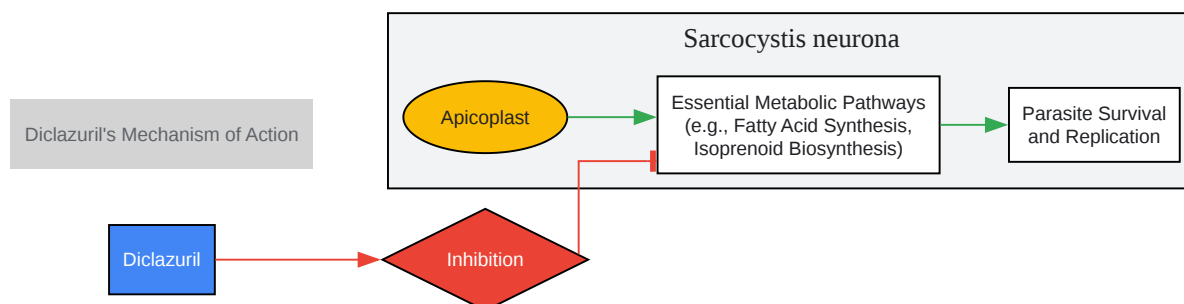 Sarcocystis neurona
Apicoplast
Essential Metabolic Pathways
(e.g., Fatty Acid Synthesis,
Isoprenoid Biosynthesis)
Parasite Survival
and Replication
Diclazuril's Mechanism of Action
Diclazuril
Inhibition